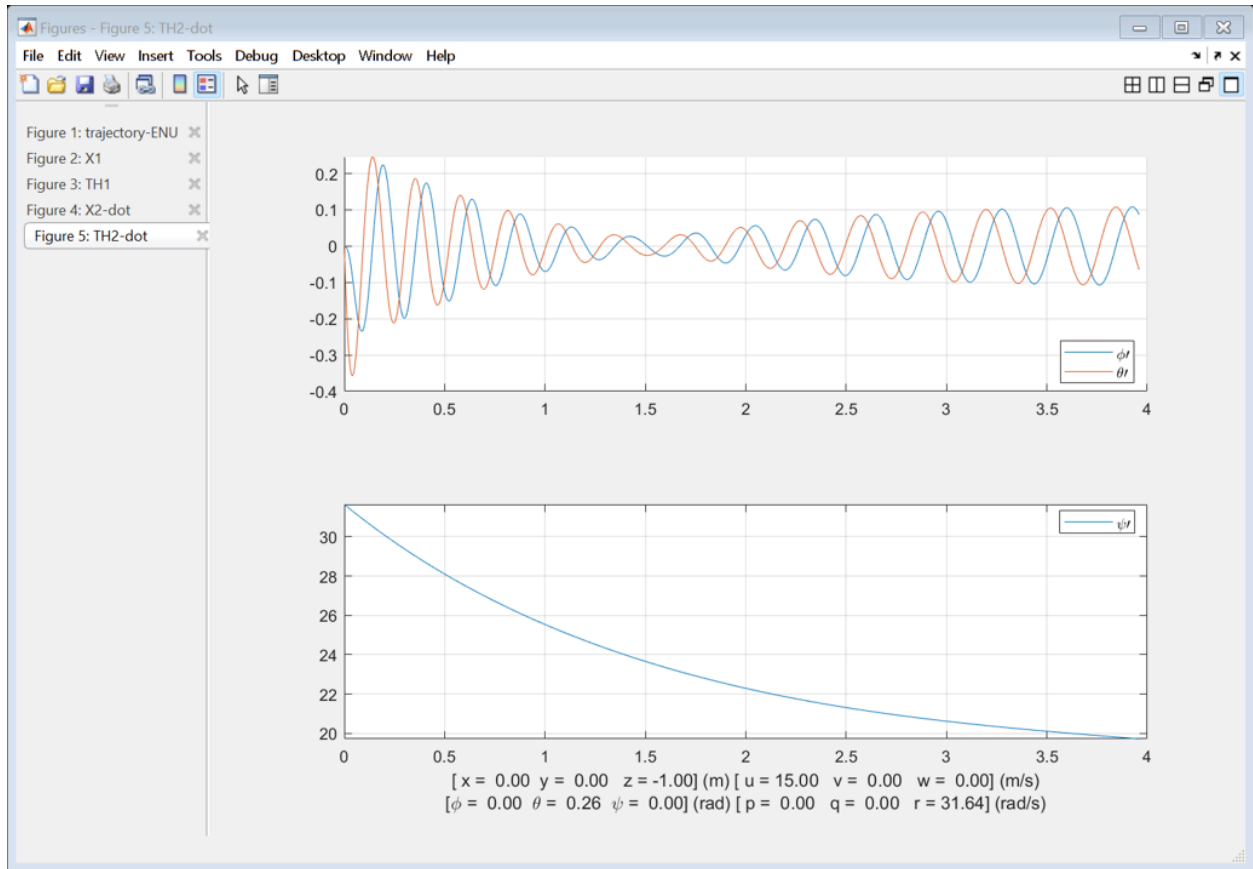 Figures - Figure 5: TH2-dot
File Edit View Insert Tools Debug Desktop Window Help
Figure 1: trajectory-ENU
Figure 2: X1
Figure 3: TH1
Figure 4: X2-dot
Figure 5: TH2-dot
0.2
0.1
0
-0.1
-0.2
-0.3
-0.4
0 0.5 1 1.5 2 2.5 3 3.5 4
ϕ′
θ′
30
28
26
24
22
20
0 0.5 1 1.5 2 2.5 3 3.5 4
ψ′
[ x = 0.00 y = 0.00 z = -1.00] (m) [ u = 15.00 v = 0.00 w = 0.00] (m/s)
[ϕ = 0.00 θ = 0.26 ψ = 0.00] (rad) [ p = 0.00 q = 0.00 r = 31.64] (rad/s)